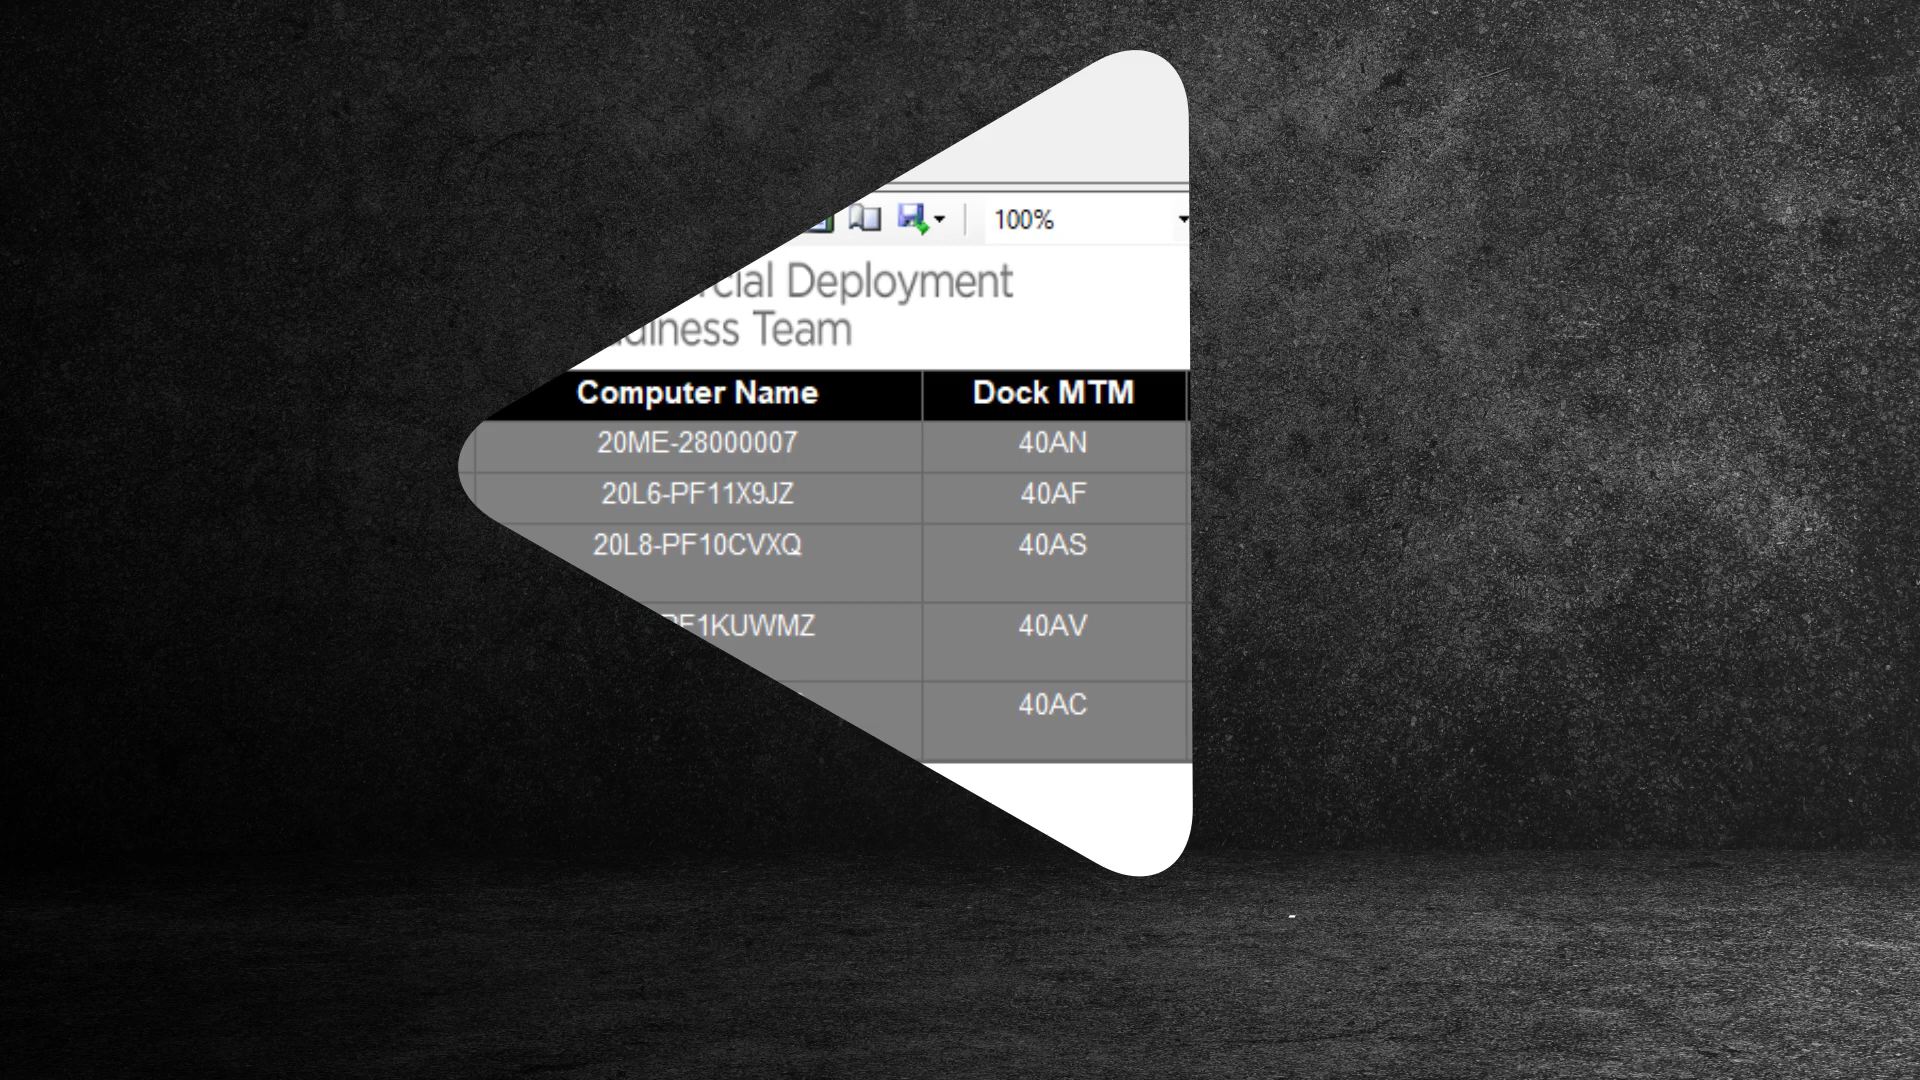 100%
Deployment
Team
Computer Name Dock MTM
20ME-28000007 40AN
20L6-PF11X9JZ 40AF
20L8-PF10CVXQ 40AS
40AV
40AC